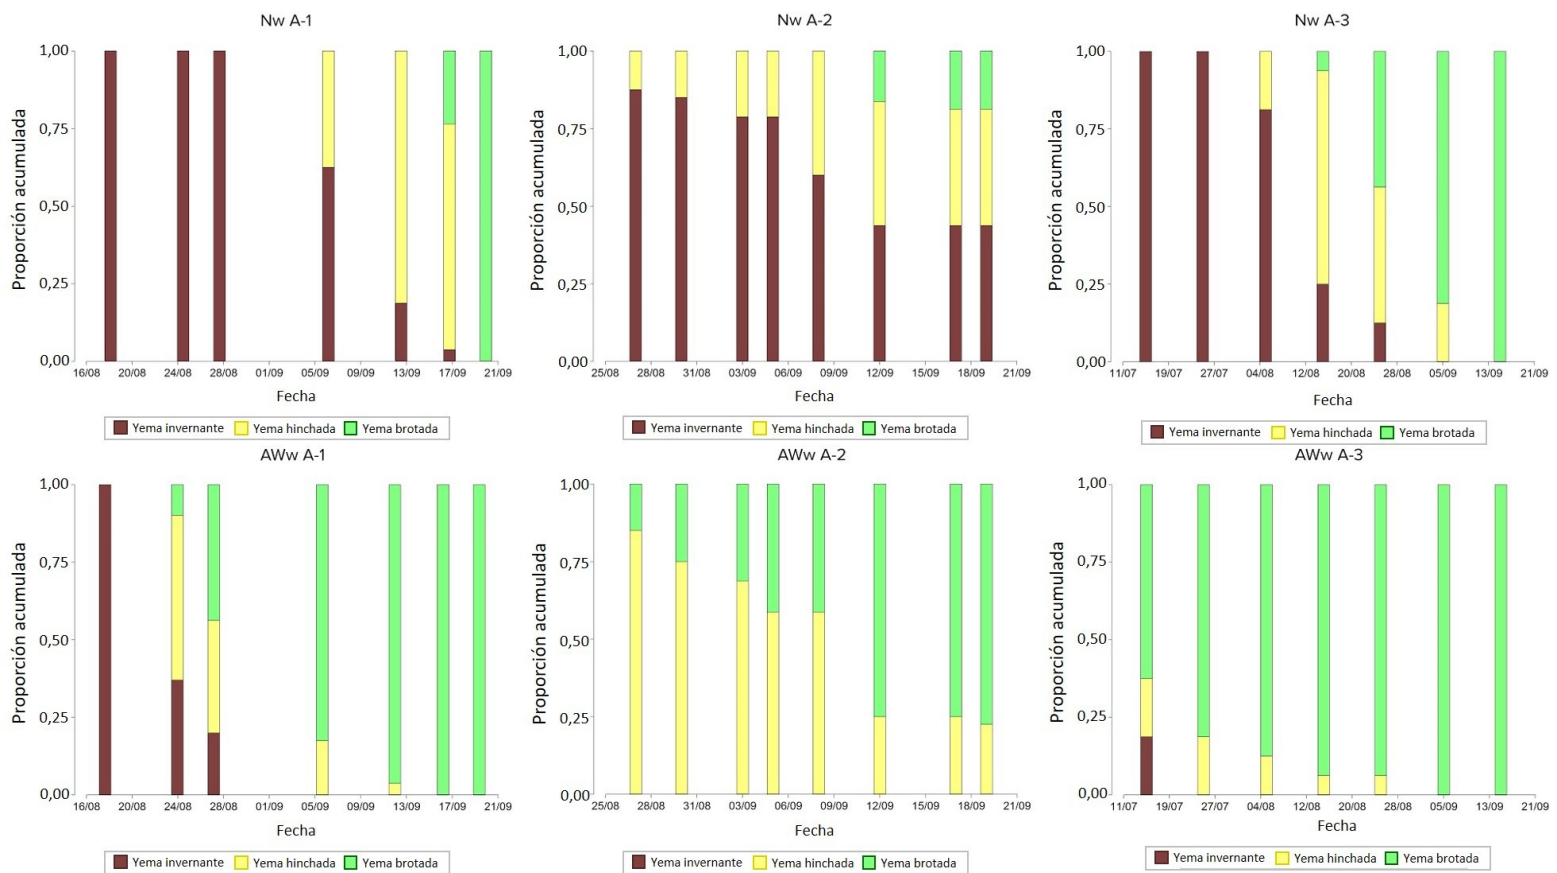 Nw A-1
Proporción acumulada
1,00
0,75
0,50
0,25
0,00
16/08 20/08 24/08 28/08 01/09 05/09 09/09 13/09 17/09 21/09
Fecha
Yema invernante Yema hinchada Yema brotada
Nw A-2
Proporción acumulada
1,00
0,75
0,50
0,25
0,00
25/08 28/08 31/08 03/09 06/09 09/09 12/09 15/09 18/09 21/09
Fecha
Yema invernante Yema hinchada Yema brotada
Nw A-3
Proporción acumulada
1,00
0,75
0,50
0,25
0,00
11/07 19/07 27/07 04/08 12/08 20/08 28/08 05/09 13/09 21/09
Fecha
Yema invernante Yema hinchada Yema brotada
AWw A-1
Proporción acumulada
1,00
0,75
0,50
0,25
0,00
16/08 20/08 24/08 28/08 01/09 05/09 09/09 13/09 17/09 21/09
Fecha
Yema invernante Yema hinchada Yema brotada
AWw A-2
Proporción acumulada
1,00
0,75
0,50
0,25
0,00
25/08 28/08 31/08 03/09 06/09 09/09 12/09 15/09 18/09 21/09
Fecha
Yema invernante Yema hinchada Yema brotada
AWw A-3
Proporción acumulada
1,00
0,75
0,50
0,25
0,00
11/07 19/07 27/07 04/08 12/08 20/08 28/08 05/09 13/09 21/09
Fecha
Yema invernante Yema hinchada Yema brotada